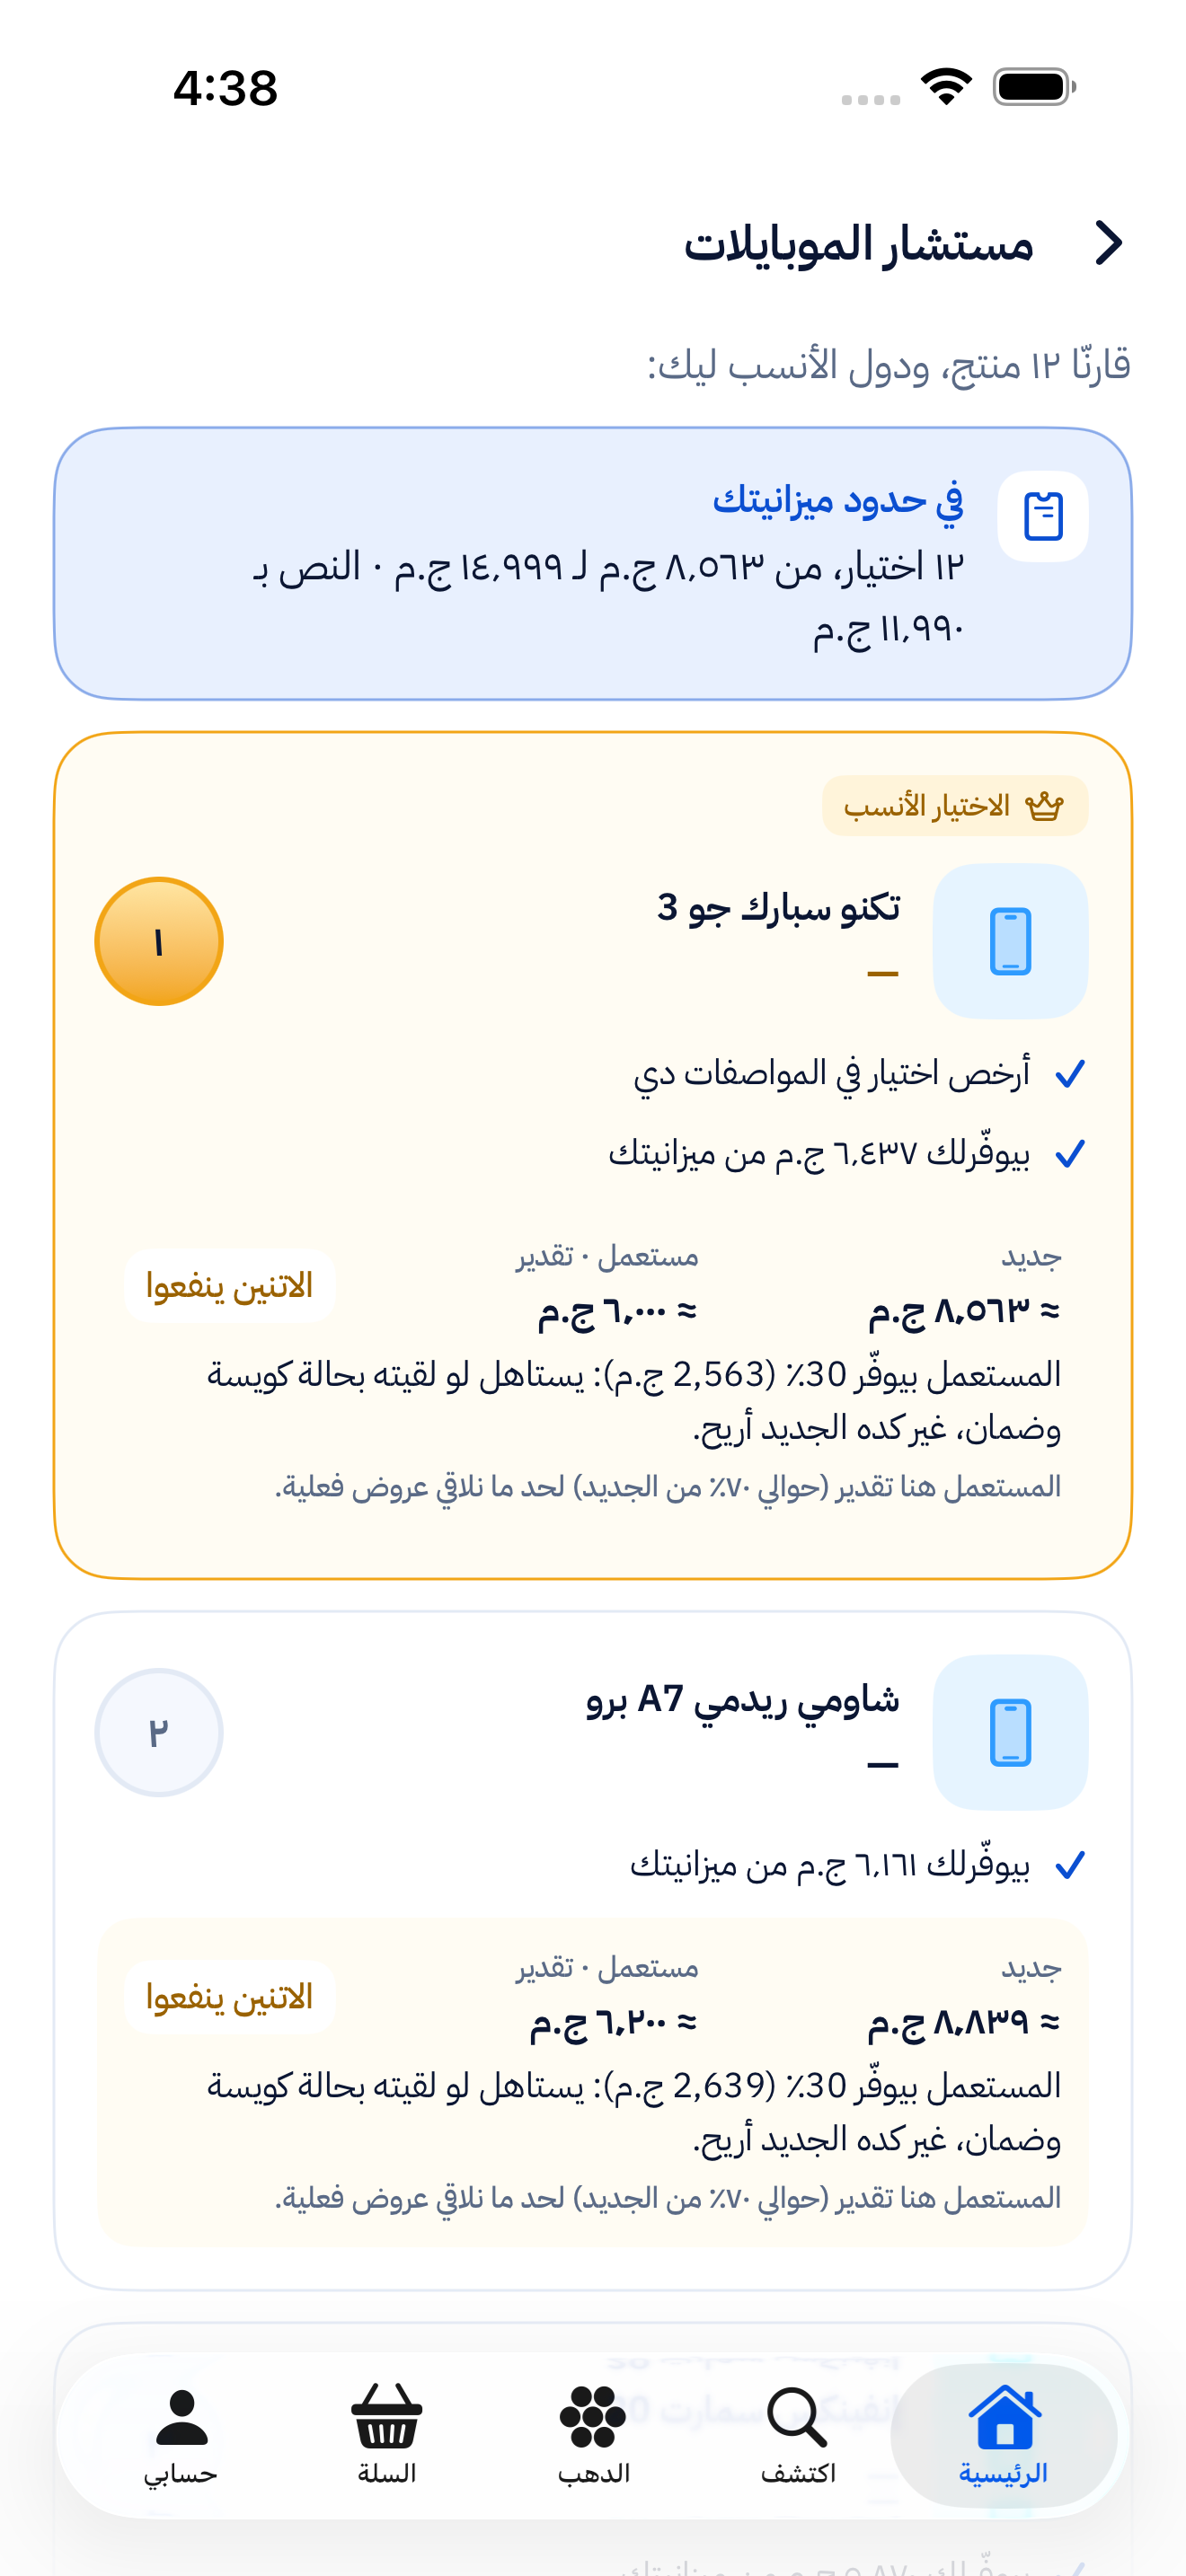 4:38
مستشار الموبايلات
قارنّا ١٢ منتج، ودول الأنسب ليك:
في حدود ميزانيتك
١٢ اختيار، من ٨,٥٦٣ ج.م لـ ١٤,٩٩٩ ج.م · النص بـ
١١,٩٩٠ ج.م
الاختيار الأنسب
تكنو سبارك جو 3
١
—
أرخص اختيار في المواصفات دي
بيوفّرلك ٦,٤٣٧ ج.م من ميزانيتك
جديد
مستعمل · تقدير
الاتنين ينفعوا
≈ ٨,٥٦٣ ج.م
≈ ٦,٠٠٠ ج.م
المستعمل بيوفّر 30٪ (2,563 ج.م): يستاهل لو لقيته بحالة كويسة
وضمان، غير كده الجديد أريح.
المستعمل هنا تقدير (حوالي ٧٠٪ من الجديد) لحد ما نلاقي عروض فعلية.
شاومي ريدمي A7 برو
٢
—
بيوفّرلك ٦,١٦١ ج.م من ميزانيتك
جديد
مستعمل · تقدير
الاتنين ينفعوا
≈ ٨,٨٣٩ ج.م
≈ ٦,٢٠٠ ج.م
المستعمل بيوفّر 30٪ (2,639 ج.م): يستاهل لو لقيته بحالة كويسة
وضمان، غير كده الجديد أريح.
المستعمل هنا تقدير (حوالي ٧٠٪ من الجديد) لحد ما نلاقي عروض فعلية.
الرئيسية
اكتشف
الدهب
السلة
حسابي